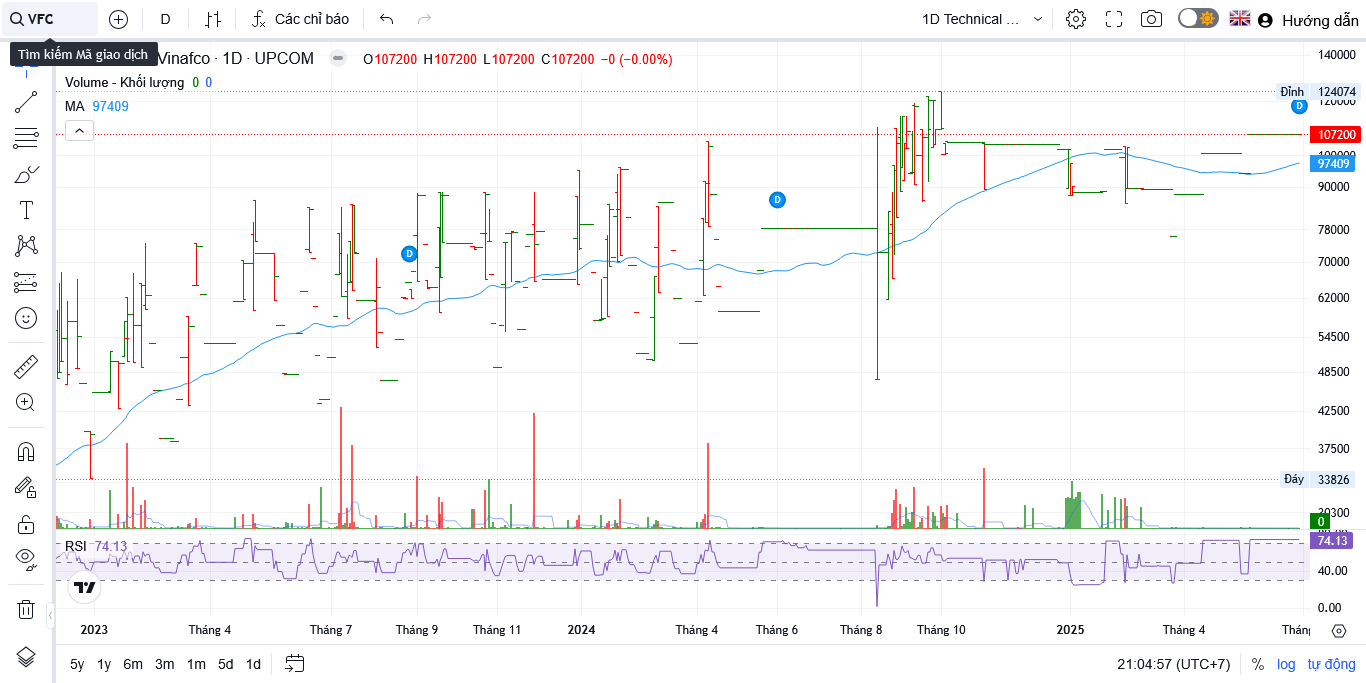 VFC
D
Các chỉ báo
1D Technical ...
Hướng dẫn
Tìm kiếm Mã giao dịch
Vinafco · 1D · UPCOM
O107200 H107200 L107200 C107200 −0 (−0.00%)
Volume - Khối lượng 0 0
MA 97409
140000
Đỉnh 124074
120000
D
107200
100000
97409
90000
D
78000
D
70000
62000
54500
48500
42500
37500
Đáy 33826
20300
0
RSI 74.13
74.13
40.00
0.00
2023 Tháng 4 Tháng 7 Tháng 9 Tháng 11 2024 Tháng 4 Tháng 6 Tháng 8 Tháng 10 2025 Tháng 4
5y 1y 6m 3m 1m 5d 1d
21:04:57 (UTC+7) % log tự động